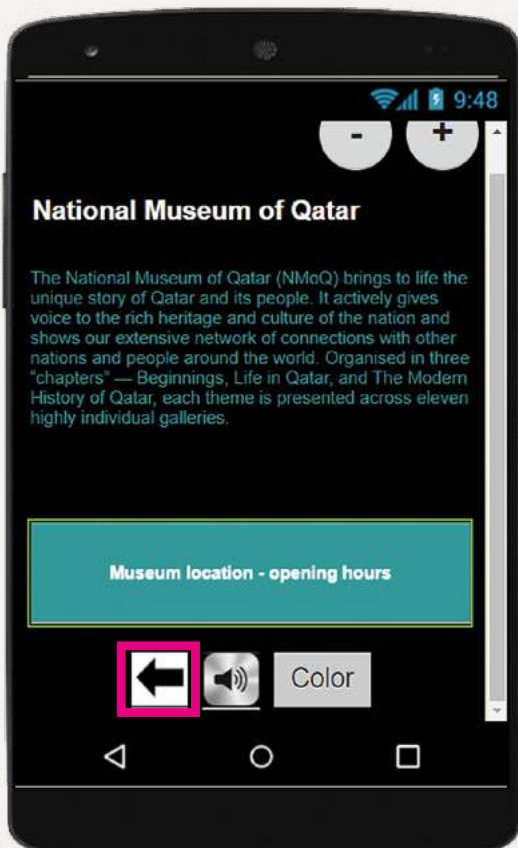 9:48
- +
National Museum of Qatar
The National Museum of Qatar (NMoQ) brings to life the
unique story of Qatar and its people. It actively gives
voice to the rich heritage and culture of the nation and
shows our extensive network of connections with other
nations and people around the world. Organised in three
"chapters" — Beginnings, Life in Qatar, and The Modern
History of Qatar, each theme is presented across eleven
highly individual galleries.
Museum location - opening hours
Color